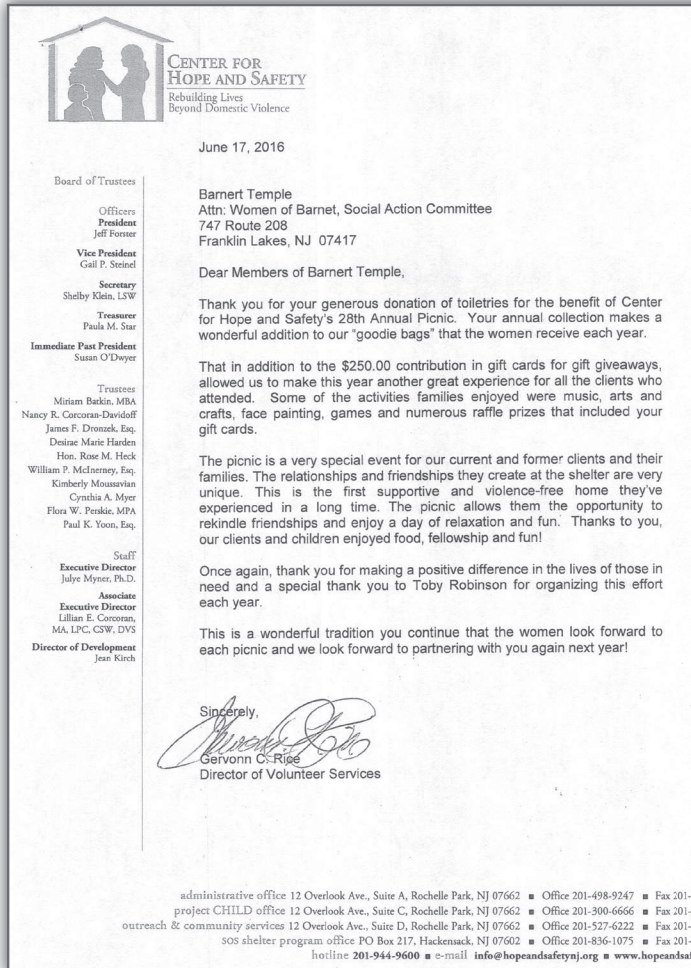 CENTER FOR
HOPE AND SAFETY
Rebuilding Lives
Beyond Domestic Violence
June 17, 2016
Board of Trustees
Officers
President
Jeff Forster
Vice President
Gail P. Steinel
Secretary
Shelby Klein, LSW
Treasurer
Paula M. Star
Immediate Past President
Susan O'Dwyer
Trustees
Miriam Batkin, MBA
Nancy R. Corcoran-Davidoff
James F. Dronzek, Esq.
Desirae Marie Harden
Hon. Rose M. Heck
William P. McInerney, Esq.
Kimberly Moussavian
Cynthia A. Myer
Flora W. Perskie, MPA
Paul K. Yoon, Esq.
Staff
Executive Director
Julye Myner, Ph.D.
Associate
Executive Director
Lillian E. Corcoran,
MA, LPC, CSW, DVS
Director of Development
Jean Kirch
Barnert Temple
Attn: Women of Barnet, Social Action Committee
747 Route 208
Franklin Lakes, NJ 07417
Dear Members of Barnert Temple,
Thank you for your generous donation of toiletries for the benefit of Center
for Hope and Safety's 28th Annual Picnic. Your annual collection makes a
wonderful addition to our "goodie bags" that the women receive each year.
That in addition to the $250.00 contribution in gift cards for gift giveaways,
allowed us to make this year another great experience for all the clients who
attended. Some of the activities families enjoyed were music, arts and
crafts, face painting, games and numerous raffle prizes that included your
gift cards.
The picnic is a very special event for our current and former clients and their
families. The relationships and friendships they create at the shelter are very
unique. This is the first supportive and violence-free home they've
experienced in a long time. The picnic allows them the opportunity to
rekindle friendships and enjoy a day of relaxation and fun. Thanks to you,
our clients and children enjoyed food, fellowship and fun!
Once again, thank you for making a positive difference in the lives of those in
need and a special thank you to Toby Robinson for organizing this effort
each year.
This is a wonderful tradition you continue that the women look forward to
each picnic and we look forward to partnering with you again next year!
Sincerely,
Gervonn C. Rice
Director of Volunteer Services
administrative office 12 Overlook Ave., Suite A, Rochelle Park, NJ 07662 ■ Office 201-498-9247 ■ Fax 201-
project CHILD office 12 Overlook Ave., Suite C, Rochelle Park, NJ 07662 ■ Office 201-300-6666 ■ Fax 201-
outreach & community services 12 Overlook Ave., Suite D, Rochelle Park, NJ 07662 ■ Office 201-527-6222 ■ Fax 201-
SOS shelter program office PO Box 217, Hackensack, NJ 07602 ■ Office 201-836-1075 ■ Fax 201-
hotline 201-944-9600 ■ e-mail info@hopeandsafetynj.org ■ www.hopeandsaf